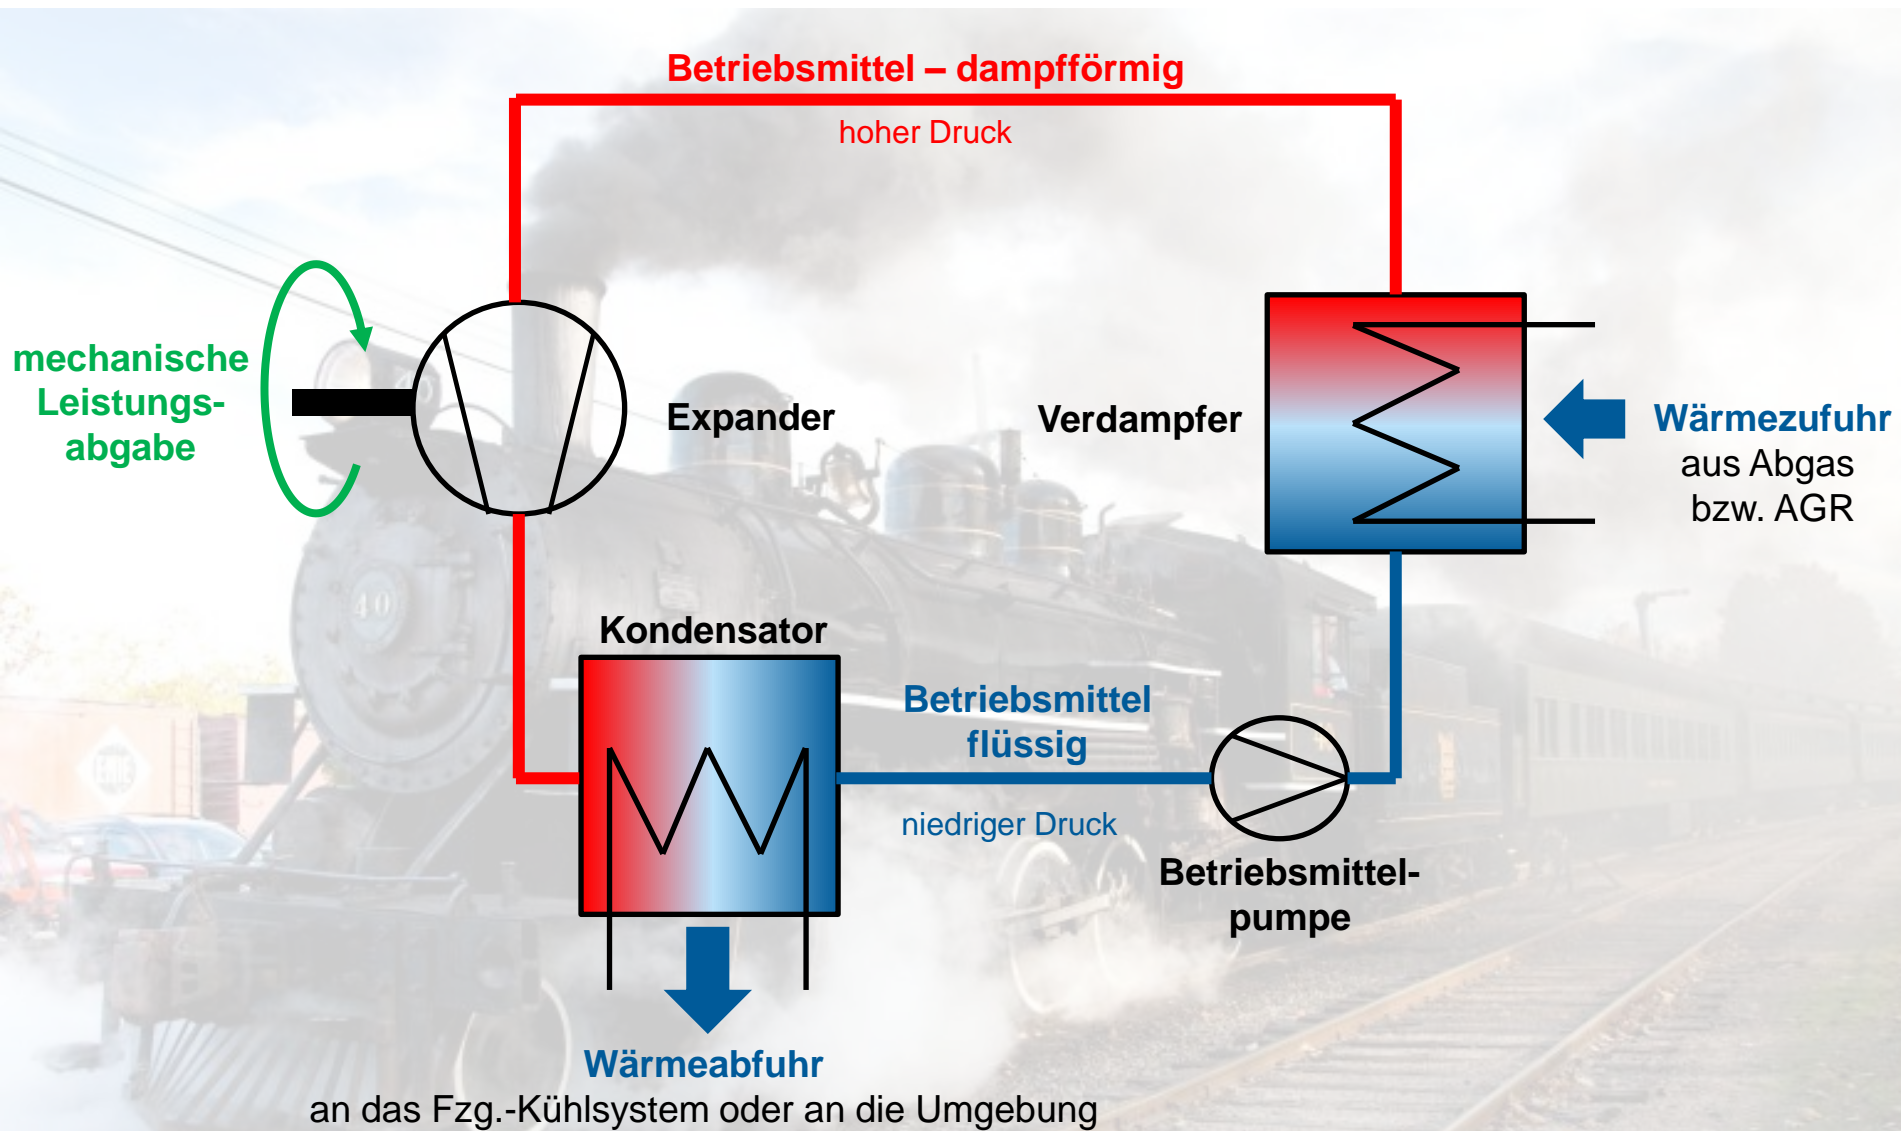 Betriebsmittel – dampfförmig
hoher Druck
mechanische
Leistungs-
abgabe
Expander
Verdampfer
Wärmezufuhr
aus Abgas
bzw. AGR
40
Kondensator
Betriebsmittel
flüssig
niedriger Druck
Betriebsmittel-
pumpe
Wärmeabfuhr
an das Fzg.-Kühlsystem oder an die Umgebung